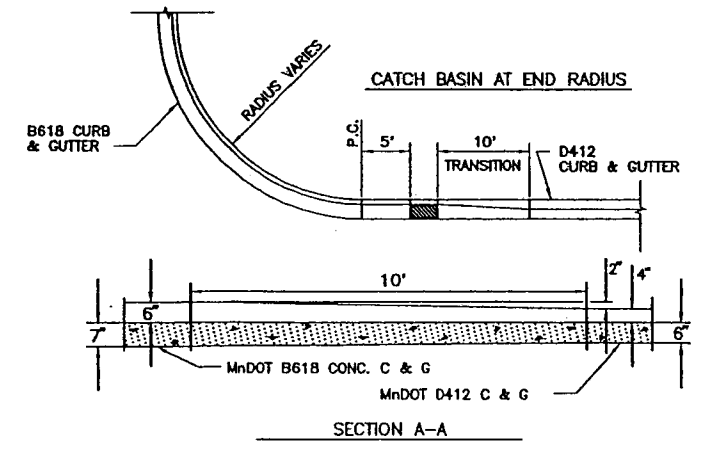 RADIUS VARIES
CATCH BASIN AT END RADIUS
B618 CURB
& GUTTER
P.C.
5'
10'
TRANSITION
D412
CURB & GUTTER
10'
2"
4"
6"
7"
6"
MnDOT B618 CONC. C & G
MnDOT D412 C & G
SECTION A-A